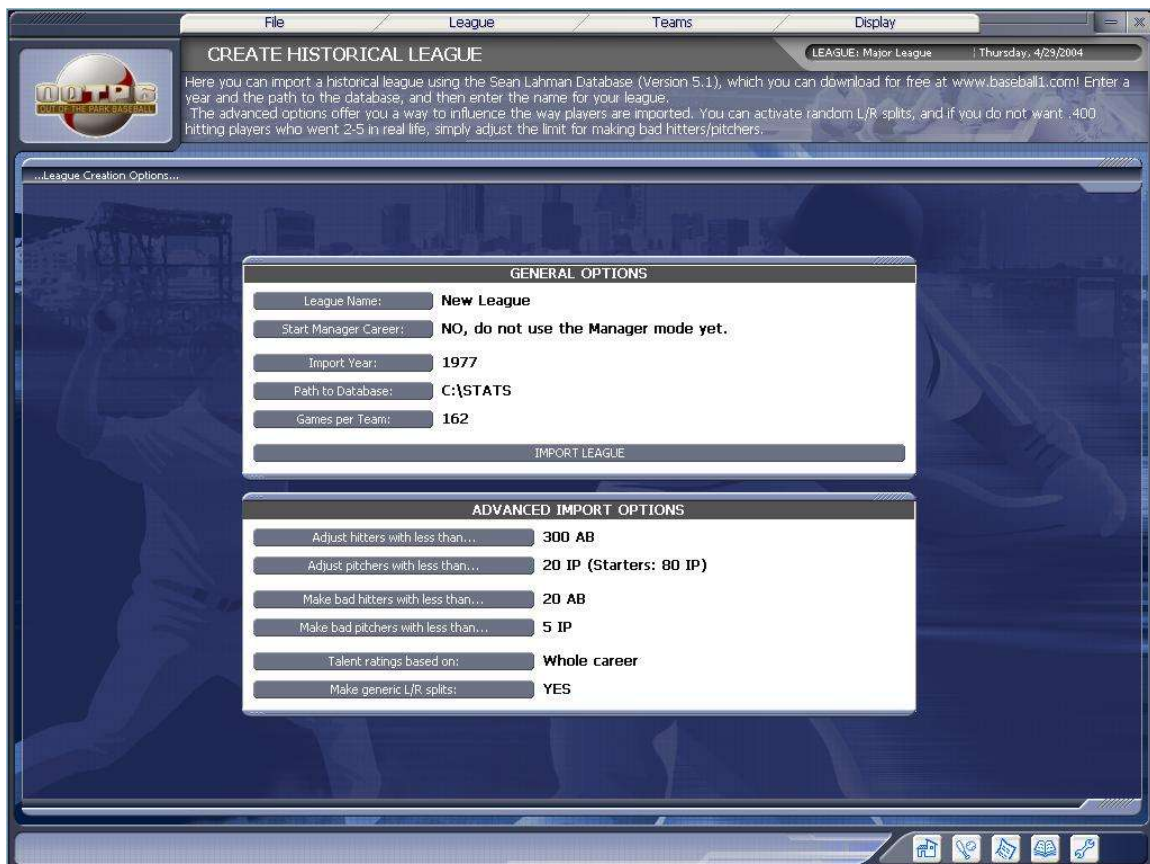 File League Teams Display
CREATE HISTORICAL LEAGUE
LEAGUE: Major League Thursday, 4/29/2004
OOTP6
OUT OF THE PARK BASEBALL
Here you can import a historical league using the Sean Lahman Database (Version 5.1), which you can download for free at www.baseball1.com! Enter a
year and the path to the database, and then enter the name for your league.
The advanced options offer you a way to influence the way players are imported. You can activate random L/R splits, and if you do not want .400
hitting players who went 2-5 in real life, simply adjust the limit for making bad hitters/pitchers.
...League Creation Options...
GENERAL OPTIONS
League Name: New League
Start Manager Career: NO, do not use the Manager mode yet.
Import Year: 1977
Path to Database: C:\STATS
Games per Team: 162
IMPORT LEAGUE
ADVANCED IMPORT OPTIONS
Adjust hitters with less than... 300 AB
Adjust pitchers with less than... 20 IP (Starters: 80 IP)
Make bad hitters with less than... 20 AB
Make bad pitchers with less than... 5 IP
Talent ratings based on: Whole career
Make generic L/R splits: YES